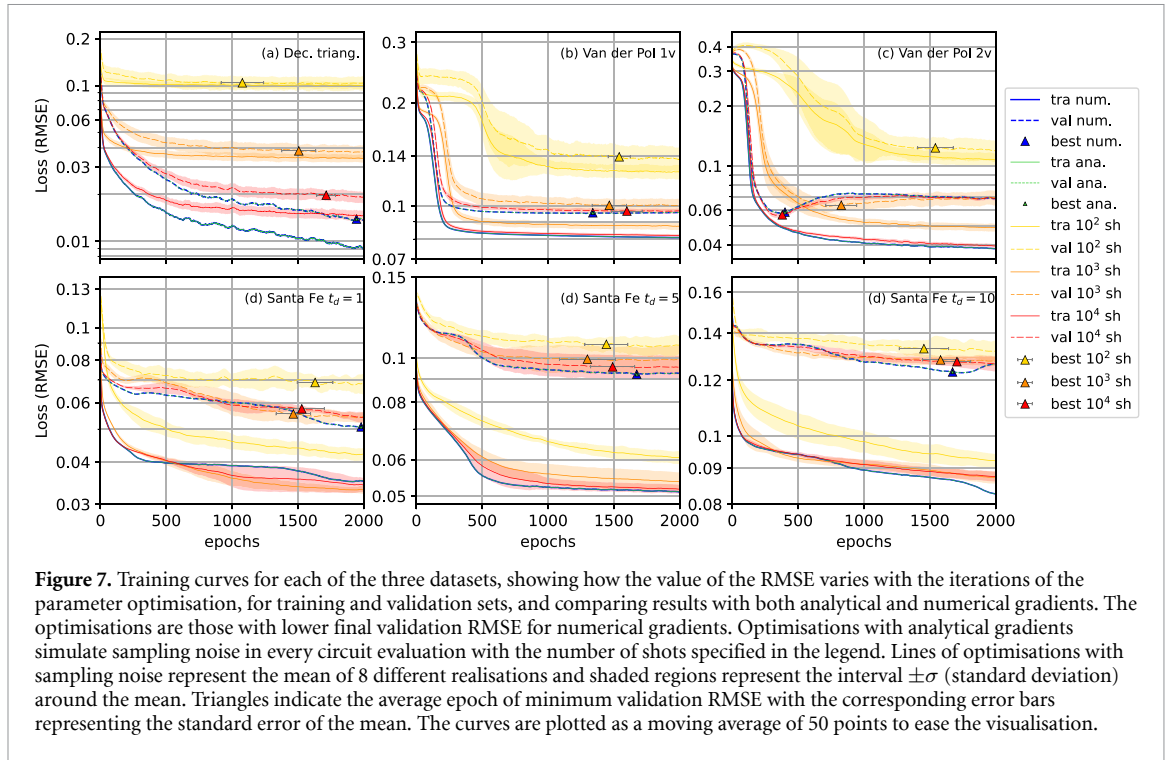 0.2
0.1
0.06
0.03
0.01
Loss (RMSE)
(a) Dec. triang.
0
500
1000
1500
2000
0.3
0.2
0.14
0.1
0.07
(b) Van der Pol 1v
0
500
1000
1500
2000
0.4
0.3
0.2
0.1
0.06
0.04
(c) Van der Pol 2v
0
500
1000
1500
2000
tra num.
val num.
best num.
tra ana.
val ana.
best ana.
tra 10² sh
val 10² sh
tra 10³ sh
val 10³ sh
tra 10⁴ sh
val 10⁴ sh
best 10² sh
best 10³ sh
best 10⁴ sh
0.13
0.1
0.08
0.06
0.04
0.03
Loss (RMSE)
(d) Santa Fe t_d = 1
0
500
1000
1500
2000
epochs
0.15
0.1
0.05
(d) Santa Fe t_d = 5
0
500
1000
1500
2000
epochs
0.16
0.14
0.12
0.1
0.09
0.08
(d) Santa Fe t_d = 10
0
500
1000
1500
2000
epochs
Figure 7. Training curves for each of the three datasets, showing how the value of the RMSE varies with the iterations of the
parameter optimisation, for training and validation sets, and comparing results with both analytical and numerical gradients. The
optimisations are those with lower final validation RMSE for numerical gradients. Optimisations with analytical gradients
simulate sampling noise in every circuit evaluation with the number of shots specified in the legend. Lines of optimisations with
sampling noise represent the mean of 8 different realisations and shaded regions represent the interval ±σ (standard deviation)
around the mean. Triangles indicate the average epoch of minimum validation RMSE with the corresponding error bars
representing the standard error of the mean. The curves are plotted as a moving average of 50 points to ease the visualisation.